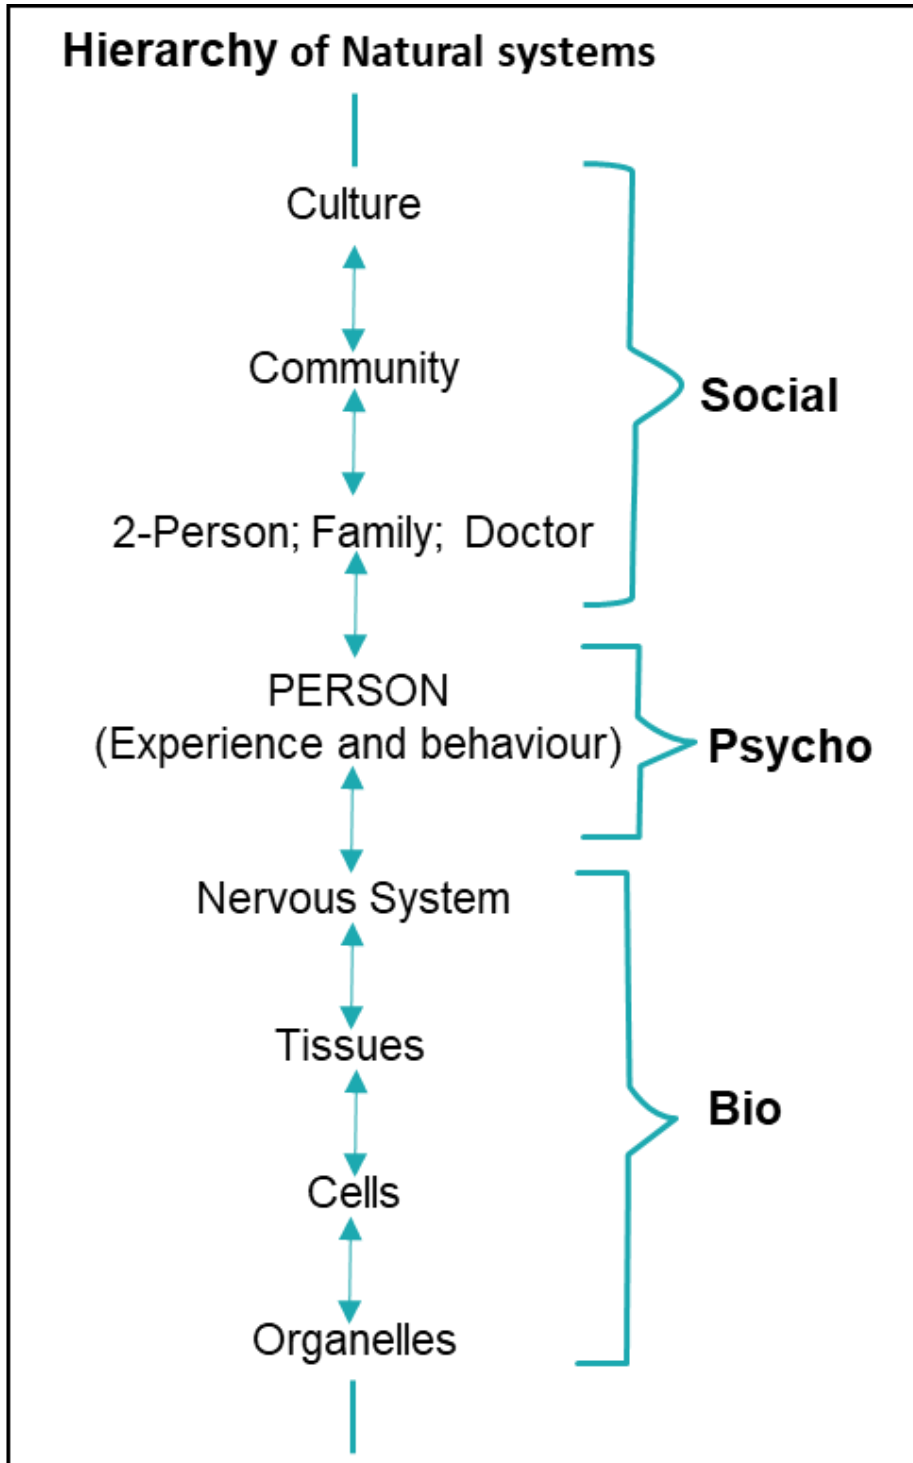 Hierarchy of Natural systems
Culture
Community
Social
2-Person; Family; Doctor
PERSON
(Experience and behaviour)
Psycho
Nervous System
Tissues
Bio
Cells
Organelles